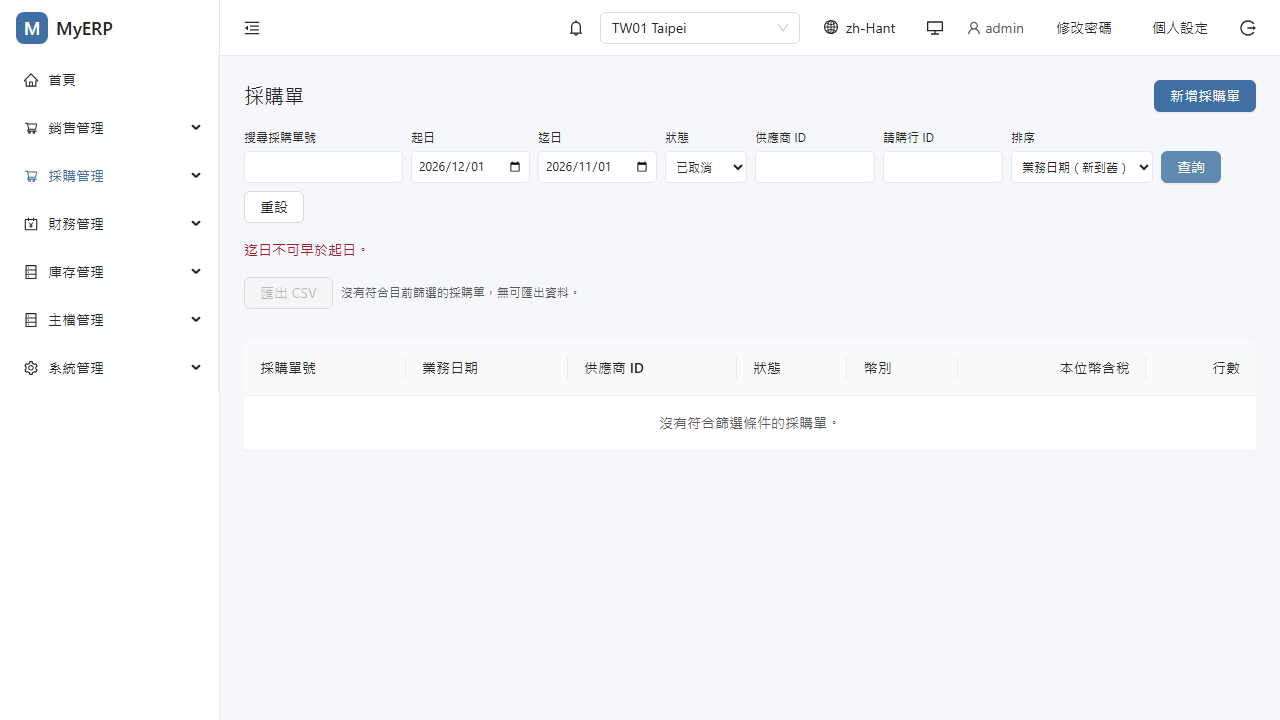 M MyERP
TW01 Taipei
zh-Hant
admin
修改密碼
個人設定
首頁
銷售管理
採購管理
財務管理
庫存管理
主檔管理
系統管理
採購單
新增採購單
搜尋採購單號 起日 迄日 狀態 供應商 ID 請購行 ID 排序
2026/12/01 2026/11/01 已取消 業務日期（新到舊） 查詢
重設
迄日不可早於起日。
匯出 CSV 沒有符合目前篩選的採購單，無可匯出資料。
採購單號 業務日期 供應商 ID 狀態 幣別 本位幣含稅 行數
沒有符合篩選條件的採購單。